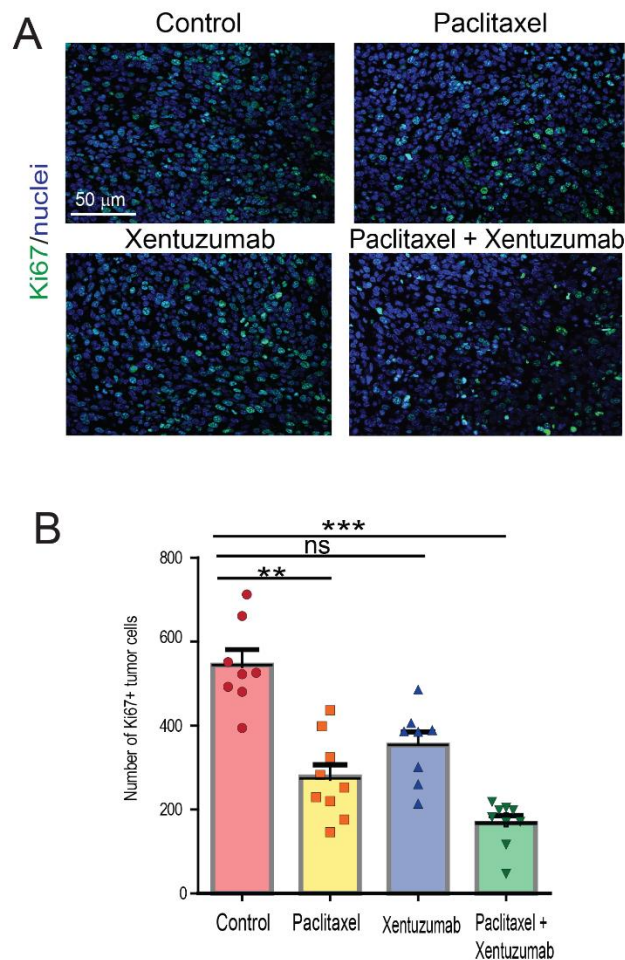 A
Control
Paclitaxel
Ki67/nuclei
50 μm
Xentuzumab
Paclitaxel + Xentuzumab
B
***
ns
**
Number of Ki67+ tumor cells
800
600
400
200
0
Control
Paclitaxel
Xentuzumab
Paclitaxel +
Xentuzumab